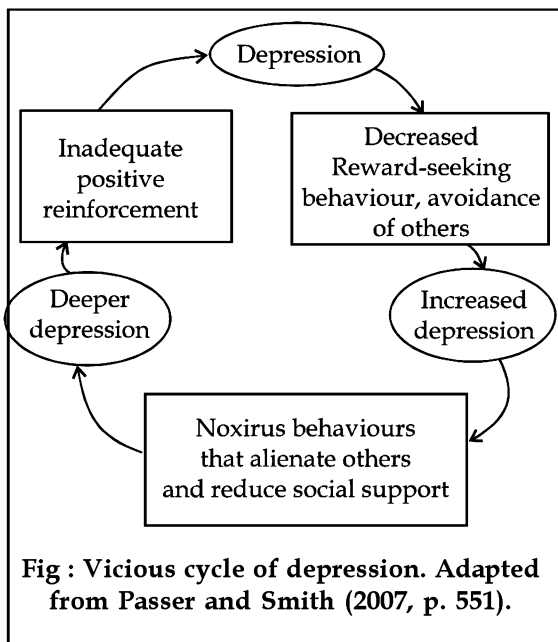 Depression
Decreased
Reward-seeking
behaviour, avoidance
of others
Increased
depression
Noxirus behaviours
that alienate others
and reduce social support
Deeper
depression
Inadequate
positive
reinforcement
Fig : Vicious cycle of depression. Adapted
from Passer and Smith (2007, p. 551).